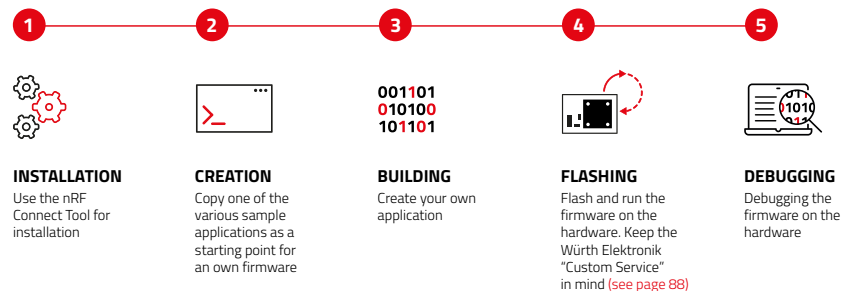 1
2
3
4
5
>_
001101
010100
101101
INSTALLATION
Use the nRF
Connect Tool for
installation
CREATION
Copy one of the
various sample
applications as a
starting point for
an own firmware
BUILDING
Create your own
application
FLASHING
Flash and run the
firmware on the
hardware. Keep the
Würth Elektronik
“Custom Service”
in mind (see page 88)
DEBUGGING
Debugging the
firmware on the
hardware